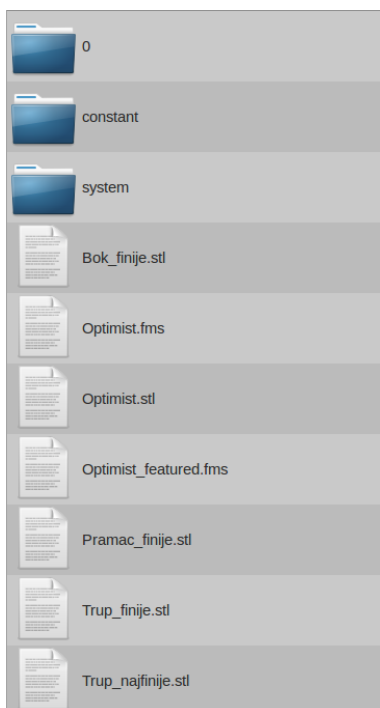 0
constant
system
Bok_finije.stl
Optimist.fms
Optimist.stl
Optimist_featured.fms
Pramac_finije.stl
Trup_finije.stl
Trup_najfinije.stl